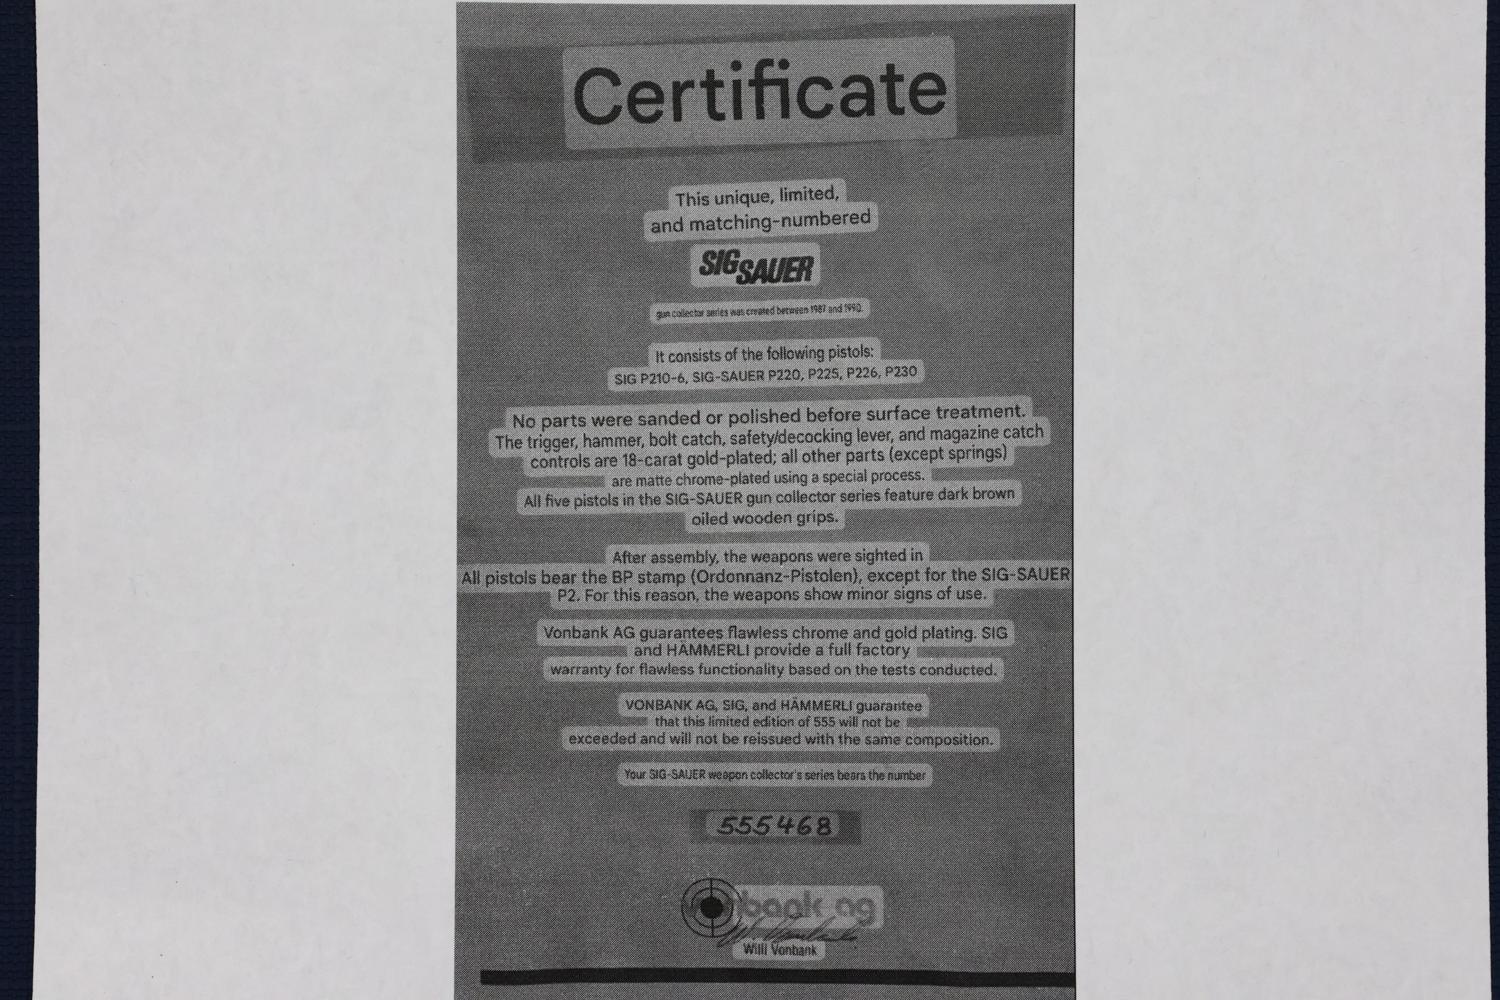 Certificate
This unique, limited,
and matching-numbered
SIG SAUER
gun collector series was created between 1987 and 1990.
It consists of the following pistols:
SIG P210-6, SIG-SAUER P220, P225, P226, P230
No parts were sanded or polished before surface treatment.
The trigger, hammer, bolt catch, safety/decocking lever, and magazine catch
controls are 18-carat gold-plated; all other parts (except springs)
are matte chrome-plated using a special process.
All five pistols in the SIG-SAUER gun collector series feature dark brown
oiled wooden grips.
After assembly, the weapons were sighted in
All pistols bear the BP stamp (Ordonnanz-Pistolen), except for the SIG-SAUER
P2. For this reason, the weapons show minor signs of use.
Vonbank AG guarantees flawless chrome and gold plating. SIG
and HÄMMERLI provide a full factory
warranty for flawless functionality based on the tests conducted.
VONBANK AG, SIG, and HÄMMERLI guarantee
that this limited edition of 555 will not be
exceeded and will not be reissued with the same composition.
Your SIG-SAUER weapon collector's series bears the number
555468
bank ag
Willi Vonbank